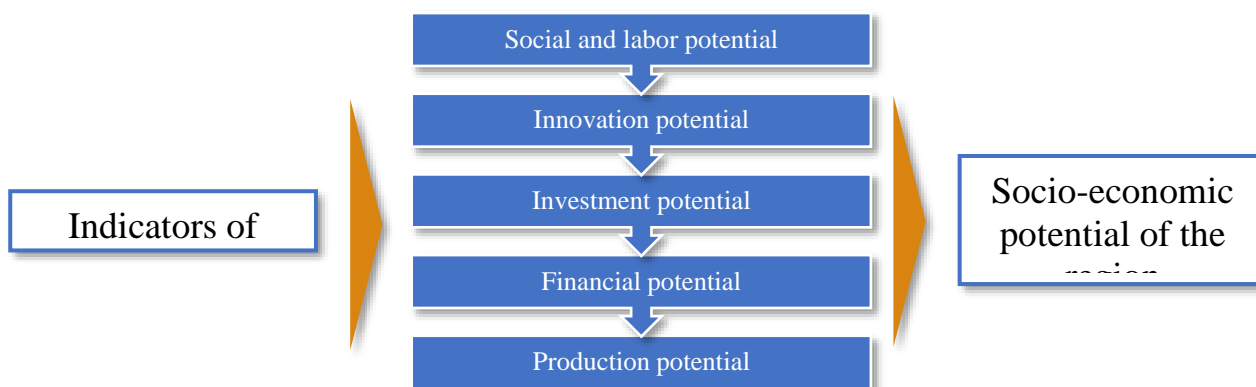 Social and labor potential
Innovation potential
Investment potential
Financial potential
Production potential
Indicators of
Socio-economic
potential of the
region